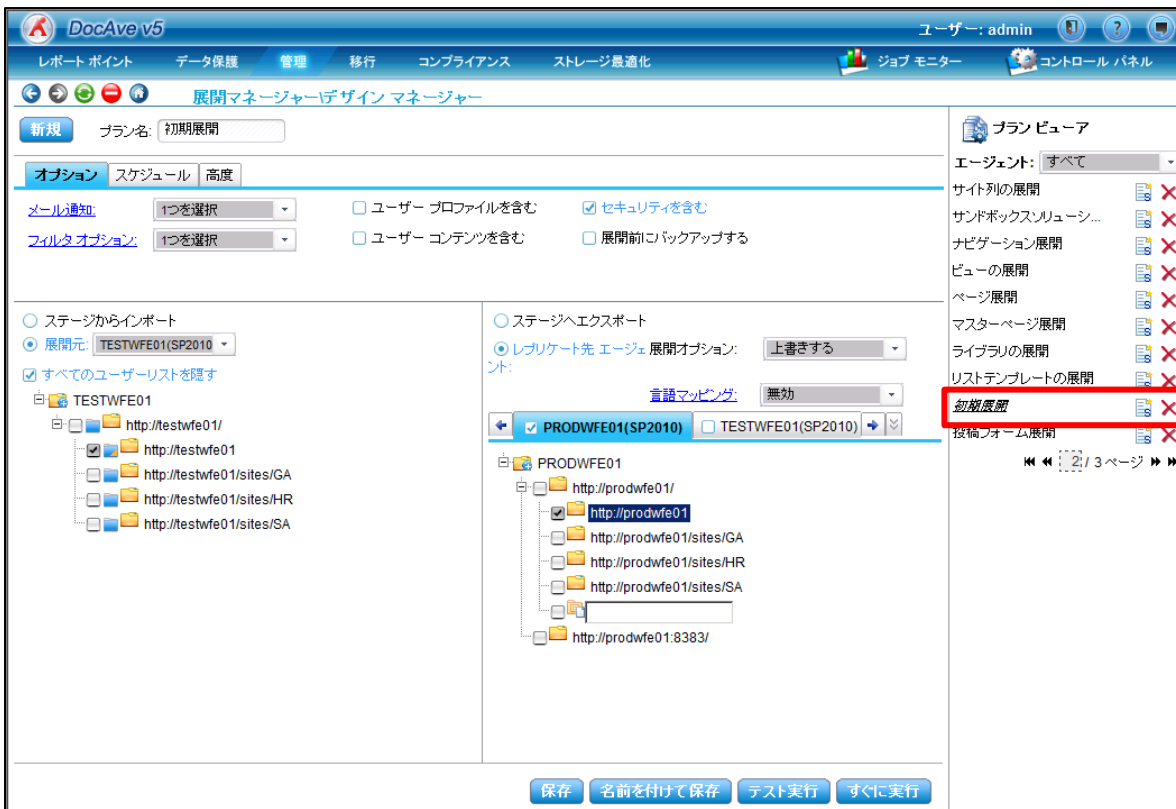 DocAve v5
ユーザー: admin
レポート ポイント データ保護 管理 移行 コンプライアンス ストレージ最適化 ジョブ モニター コントロール パネル
展開マネージャー\デザイン マネージャー
新規 プラン名: 初期展開
オプション スケジュール 高度
メール通知: 1つを選択 ユーザー プロファイルを含む セキュリティを含む
フィルタ オプション: 1つを選択 ユーザー コンテンツを含む 展開前にバックアップする
ステージからインポート
展開元: TESTWFE01(SP2010
すべてのユーザーリストを隠す
TESTWFE01
http://testwfe01/
http://testwfe01
http://testwfe01/sites/GA
http://testwfe01/sites/HR
http://testwfe01/sites/SA
ステージへエクスポート
レプリケート先 エージェント: 展開オプション: 上書きする
言語マッピング: 無効
PRODWFE01(SP2010) TESTWFE01(SP2010)
PRODWFE01
http://prodwfe01/
http://prodwfe01
http://prodwfe01/sites/GA
http://prodwfe01/sites/HR
http://prodwfe01/sites/SA
http://prodwfe01:8383/
保存 名前を付けて保存 テスト実行 すぐに実行
プラン ビューア
エージェント: すべて
サイト列の展開
サンドボックスソリューシ...
ナビゲーション展開
ビューの展開
ページ展開
マスターページ展開
ライブラリの展開
リストテンプレートの展開
初期展開
投稿フォーム展開
2 / 3 ページ